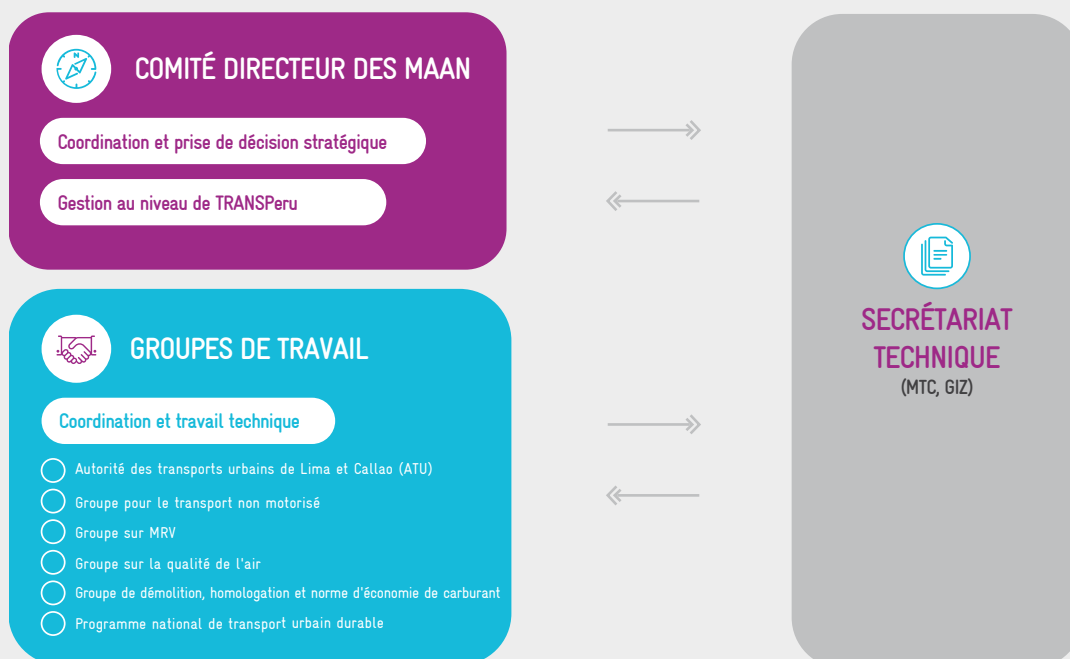 COMITÉ DIRECTEUR DES MAAN
Coordination et prise de décision stratégique
Gestion au niveau de TRANSPeru
GROUPES DE TRAVAIL
Coordination et travail technique
Autorité des transports urbains de Lima et Callao (ATU)
Groupe pour le transport non motorisé
Groupe sur MRV
Groupe sur la qualité de l'air
Groupe de démolition, homologation et norme d'économie de carburant
Programme national de transport urbain durable
SECRÉTARIAT
TECHNIQUE
(MTC, GIZ)